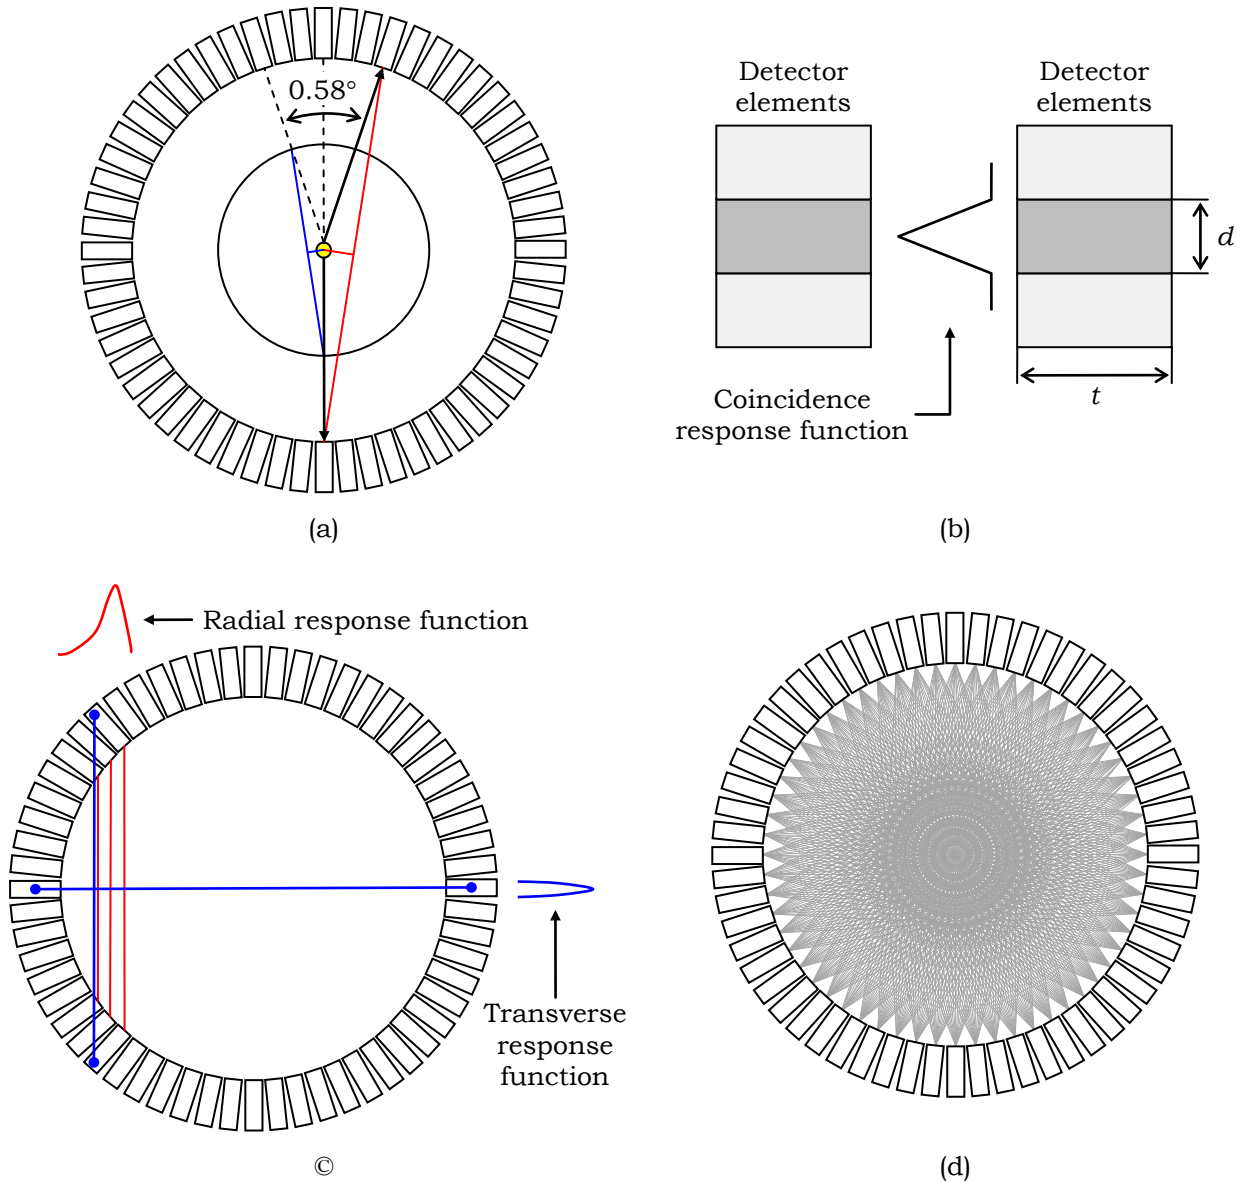 0.58°
(a)
Detector
elements
Detector
elements
d
t
Coincidence
response function
(b)
Radial response function
Transverse
response
function
©
(d)